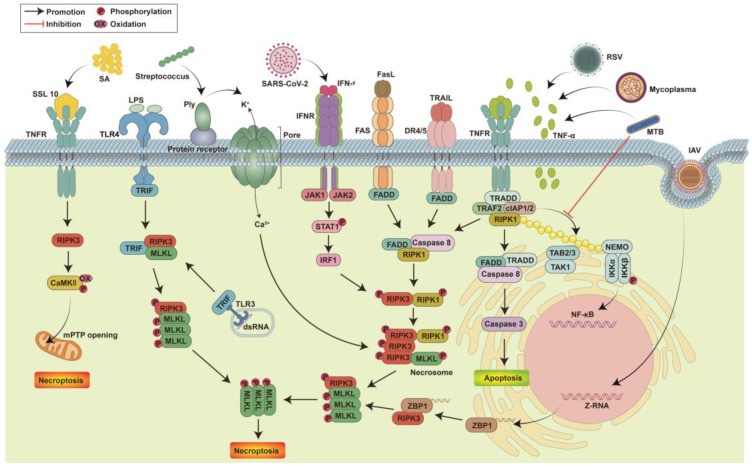 Promotion
P Phosphorylation
Inhibition
OX Oxidation
SA
Streptococcus
SARS-CoV-2
IFN-γ
FasL
RSV
Mycoplasma
SSL 10
LPS
Ply
K⁺
IFNR
TRAIL
TNFR
TLR4
Protein receptor
Pore
FAS
DR4/5
TNFR
TNF-α
MTB
IAV
TRIF
JAK1
JAK2
FADD
FADD
TRADD
TRAF2
cIAP1/2
RIPK1
Ca²⁺
STAT1
P
RIPK3
TRIF
RIPK3
MLKL
IRF1
FADD
Caspase 8
RIPK1
FADD
TRADD
Caspase 8
TAB2/3
TAK1
NEMO
IKKα
IKKβ
P
CaMKII
OX
P
TRIF
TLR3
dsRNA
P
RIPK3
RIPK1
P
NF-κB
P
RIPK3
P
MLKL
P
MLKL
MLKL
mPTP opening
P
RIPK3
RIPK1
P
RIPK3
P
RIPK3
MLKL
P
Necrosome
Caspase 3
Necroptosis
Apoptosis
P
P
P
MLKL
MLKL
MLKL
RIPK3
P
MLKL
P
MLKL
P
MLKL
ZBP1
RIPK3
ZBP1
Z-RNA
Necroptosis